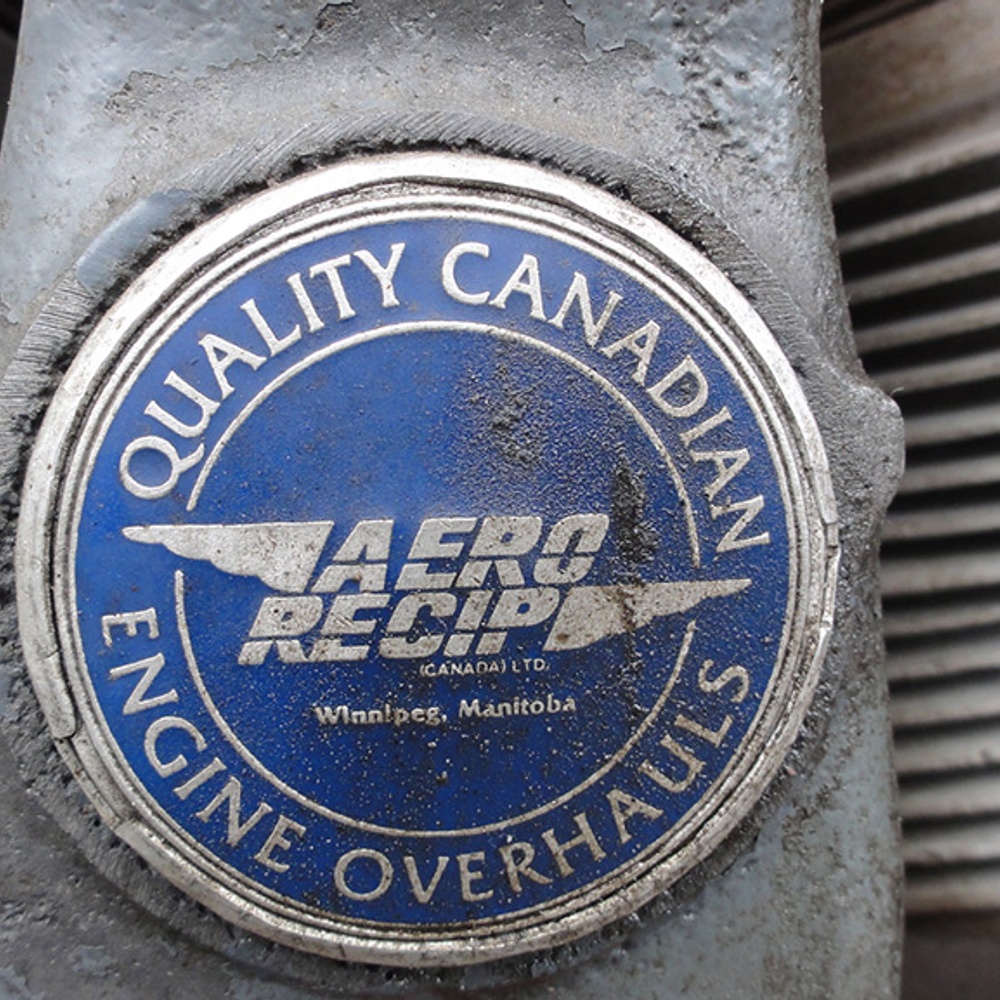 QUALITY CANADIAN
AERO
RECIP
(CANADA) LTD.
Winnipeg, Manitoba
ENGINE OVERHAULS